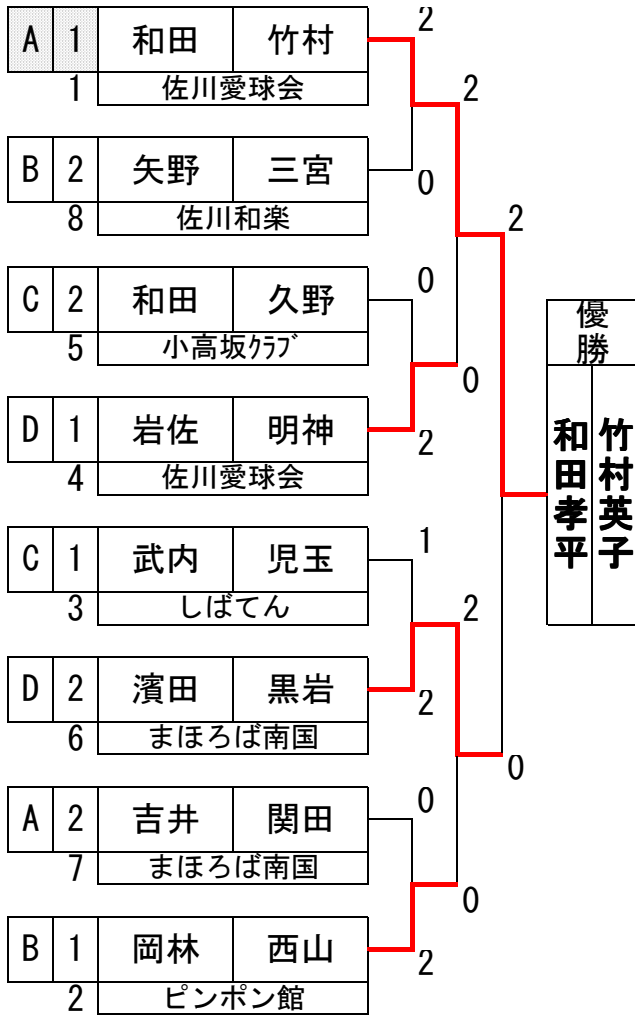 A 1 和田 竹村
1 佐川愛球会
2
2
B 2 矢野 三宮
8 佐川和楽
0
2
C 2 和田 久野
5 小高坂ｸﾗﾌﾞ
0
0
D 1 岩佐 明神
4 佐川愛球会
2
優勝
和田孝平
竹村英子
C 1 武内 児玉
3 しばてん
1
2
D 2 濱田 黒岩
6 まほろば南国
2
0
A 2 吉井 関田
7 まほろば南国
0
0
B 1 岡林 西山
2 ピンポン館
2